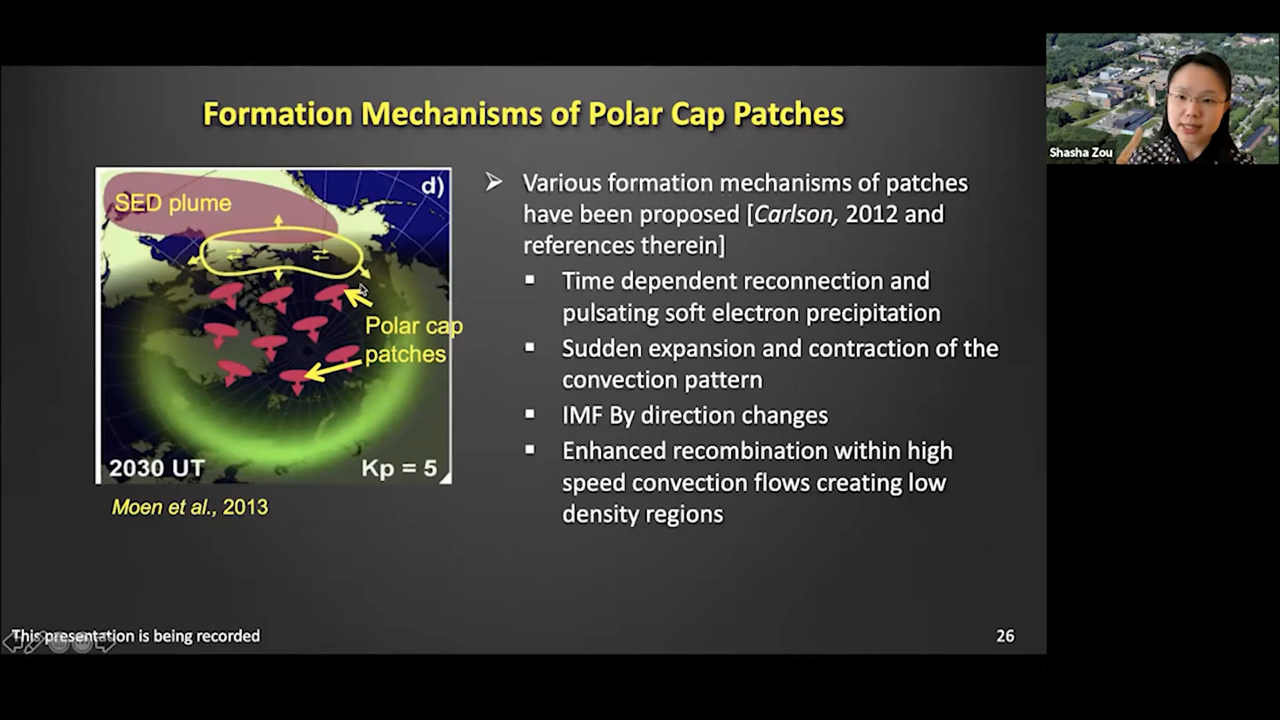 Formation Mechanisms of Polar Cap Patches
SED plume
d)
Polar cap
patches
2030 UT
Kp = 5
Moen et al., 2013
Various formation mechanisms of patches
have been proposed [Carlson, 2012 and
references therein]
Time dependent reconnection and
pulsating soft electron precipitation
Sudden expansion and contraction of the
convection pattern
IMF By direction changes
Enhanced recombination within high
speed convection flows creating low
density regions
This presentation is being recorded
26
Shasha Zou